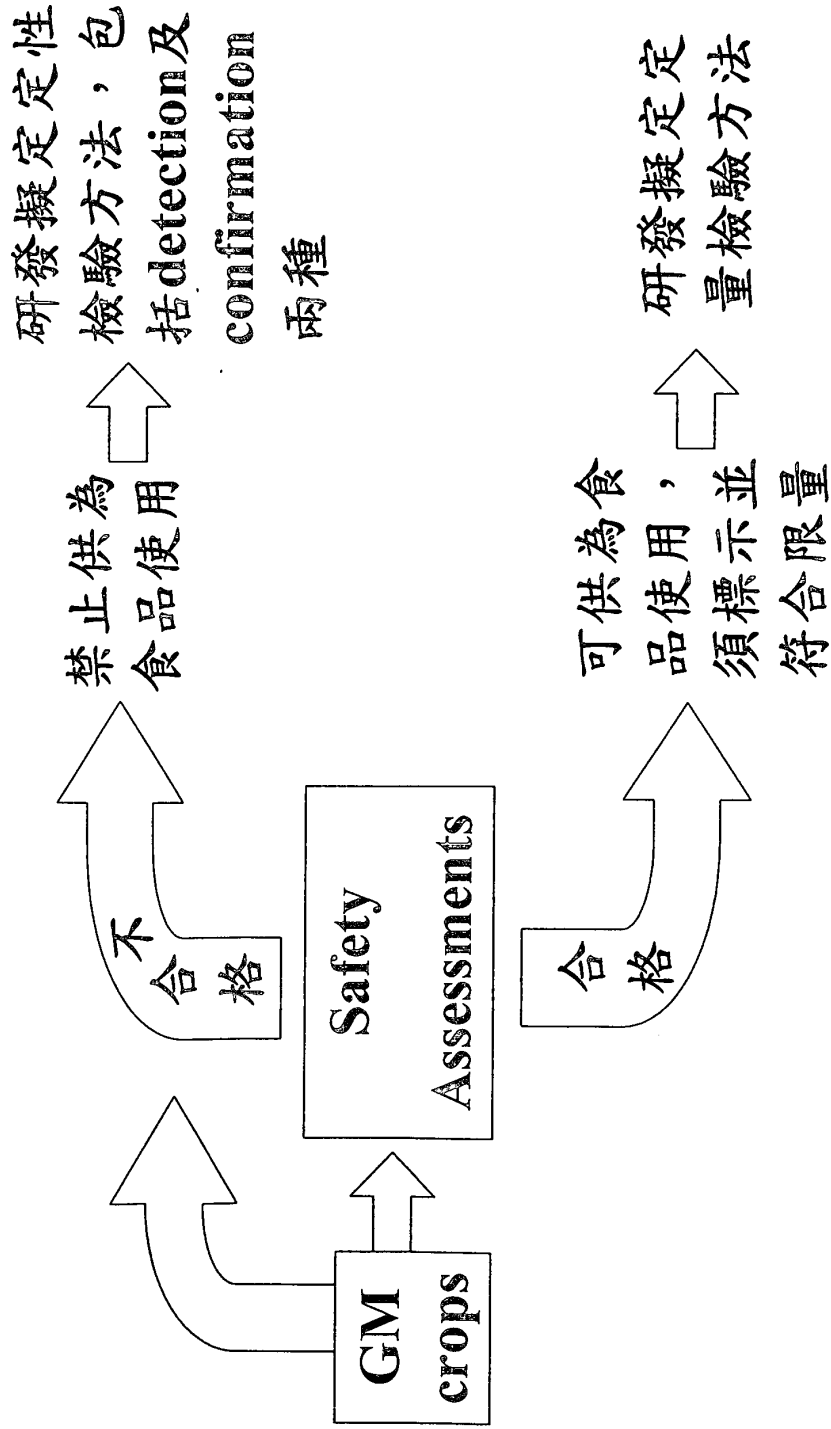 GM
crops
Safety
Assessments
不
合
格
合
格
禁止供為
食品使用
研發擬定定性
檢驗方法，包
括detection及
confirmation
兩種
可供為食
品使用，
須標示並
符合限量
研發擬定定
量檢驗方法